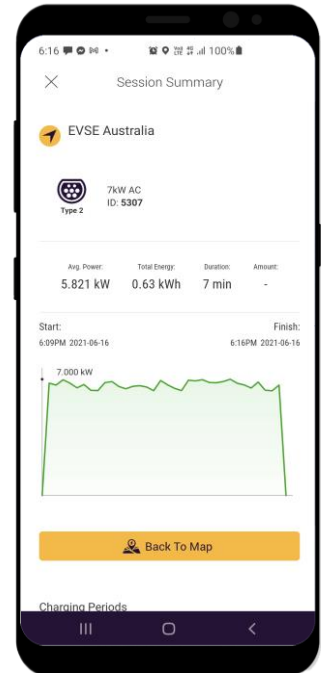 6:16 100%
Session Summary
EVSE Australia
Type 2
7kW AC
ID: 5307
Avg. Power: Total Energy: Duration: Amount:
5.821 kW 0.63 kWh 7 min -
Start: Finish:
6:09PM 2021-06-16 6:16PM 2021-06-16
7.000 kW
Back To Map
Charging Periods